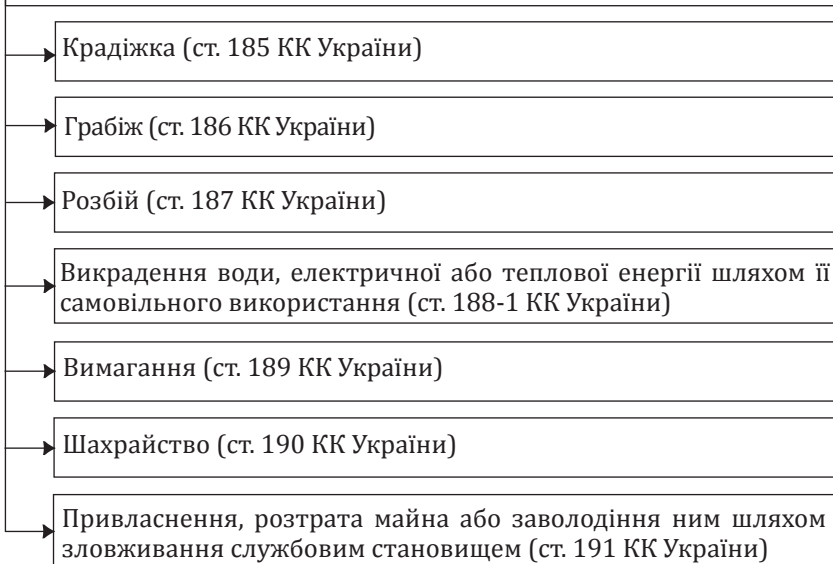 Крадіжка (ст. 185 КК України)
Грабіж (ст. 186 КК України)
Розбій (ст. 187 КК України)
Викрадення води, електричної або теплової енергії шляхом її
самовільного використання (ст. 188-1 КК України)
Вимагання (ст. 189 КК України)
Шахрайство (ст. 190 КК України)
Привласнення, розтрата майна або заволодіння ним шляхом
зловживання службовим становищем (ст. 191 КК України)